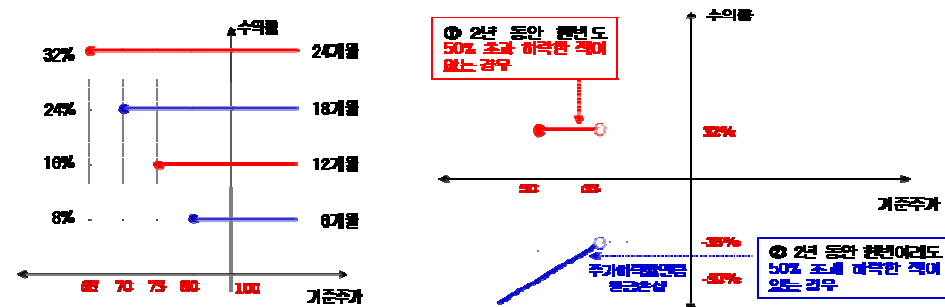 수익률
32%
24개월
24%
18개월
16%
12개월
8%
6개월
65 70 75 80 100
기준주가
수익률
① 2년 동안 한번도
50% 초과 하락한 적이
없는 경우
32%
50 65
기준주가
-35%
-50%
주가하락률만큼
원금손실
② 2년 동안 한번이라도
50% 초과 하락한 적이
있는 경우